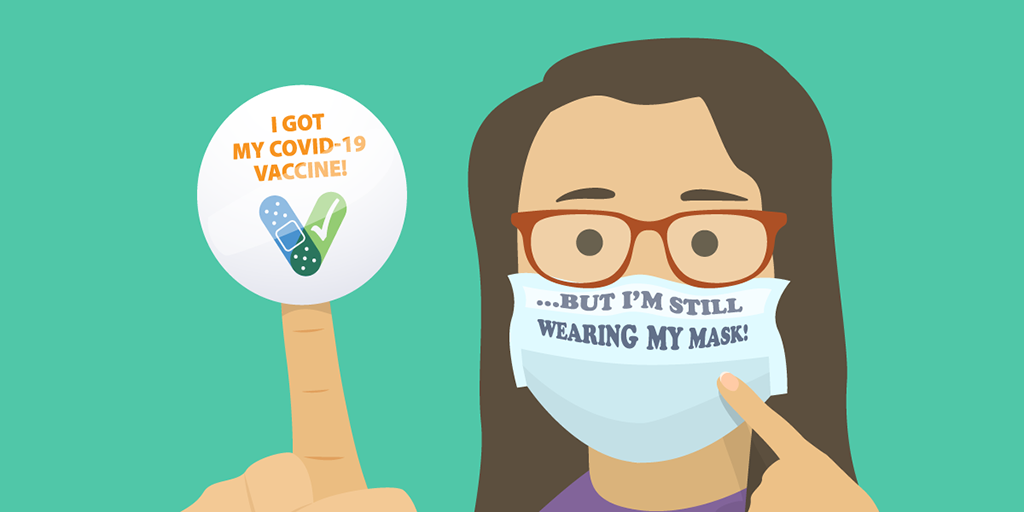 I GOT
MY COVID-19
VACCINE!
...BUT I'M STILL
WEARING MY MASK!